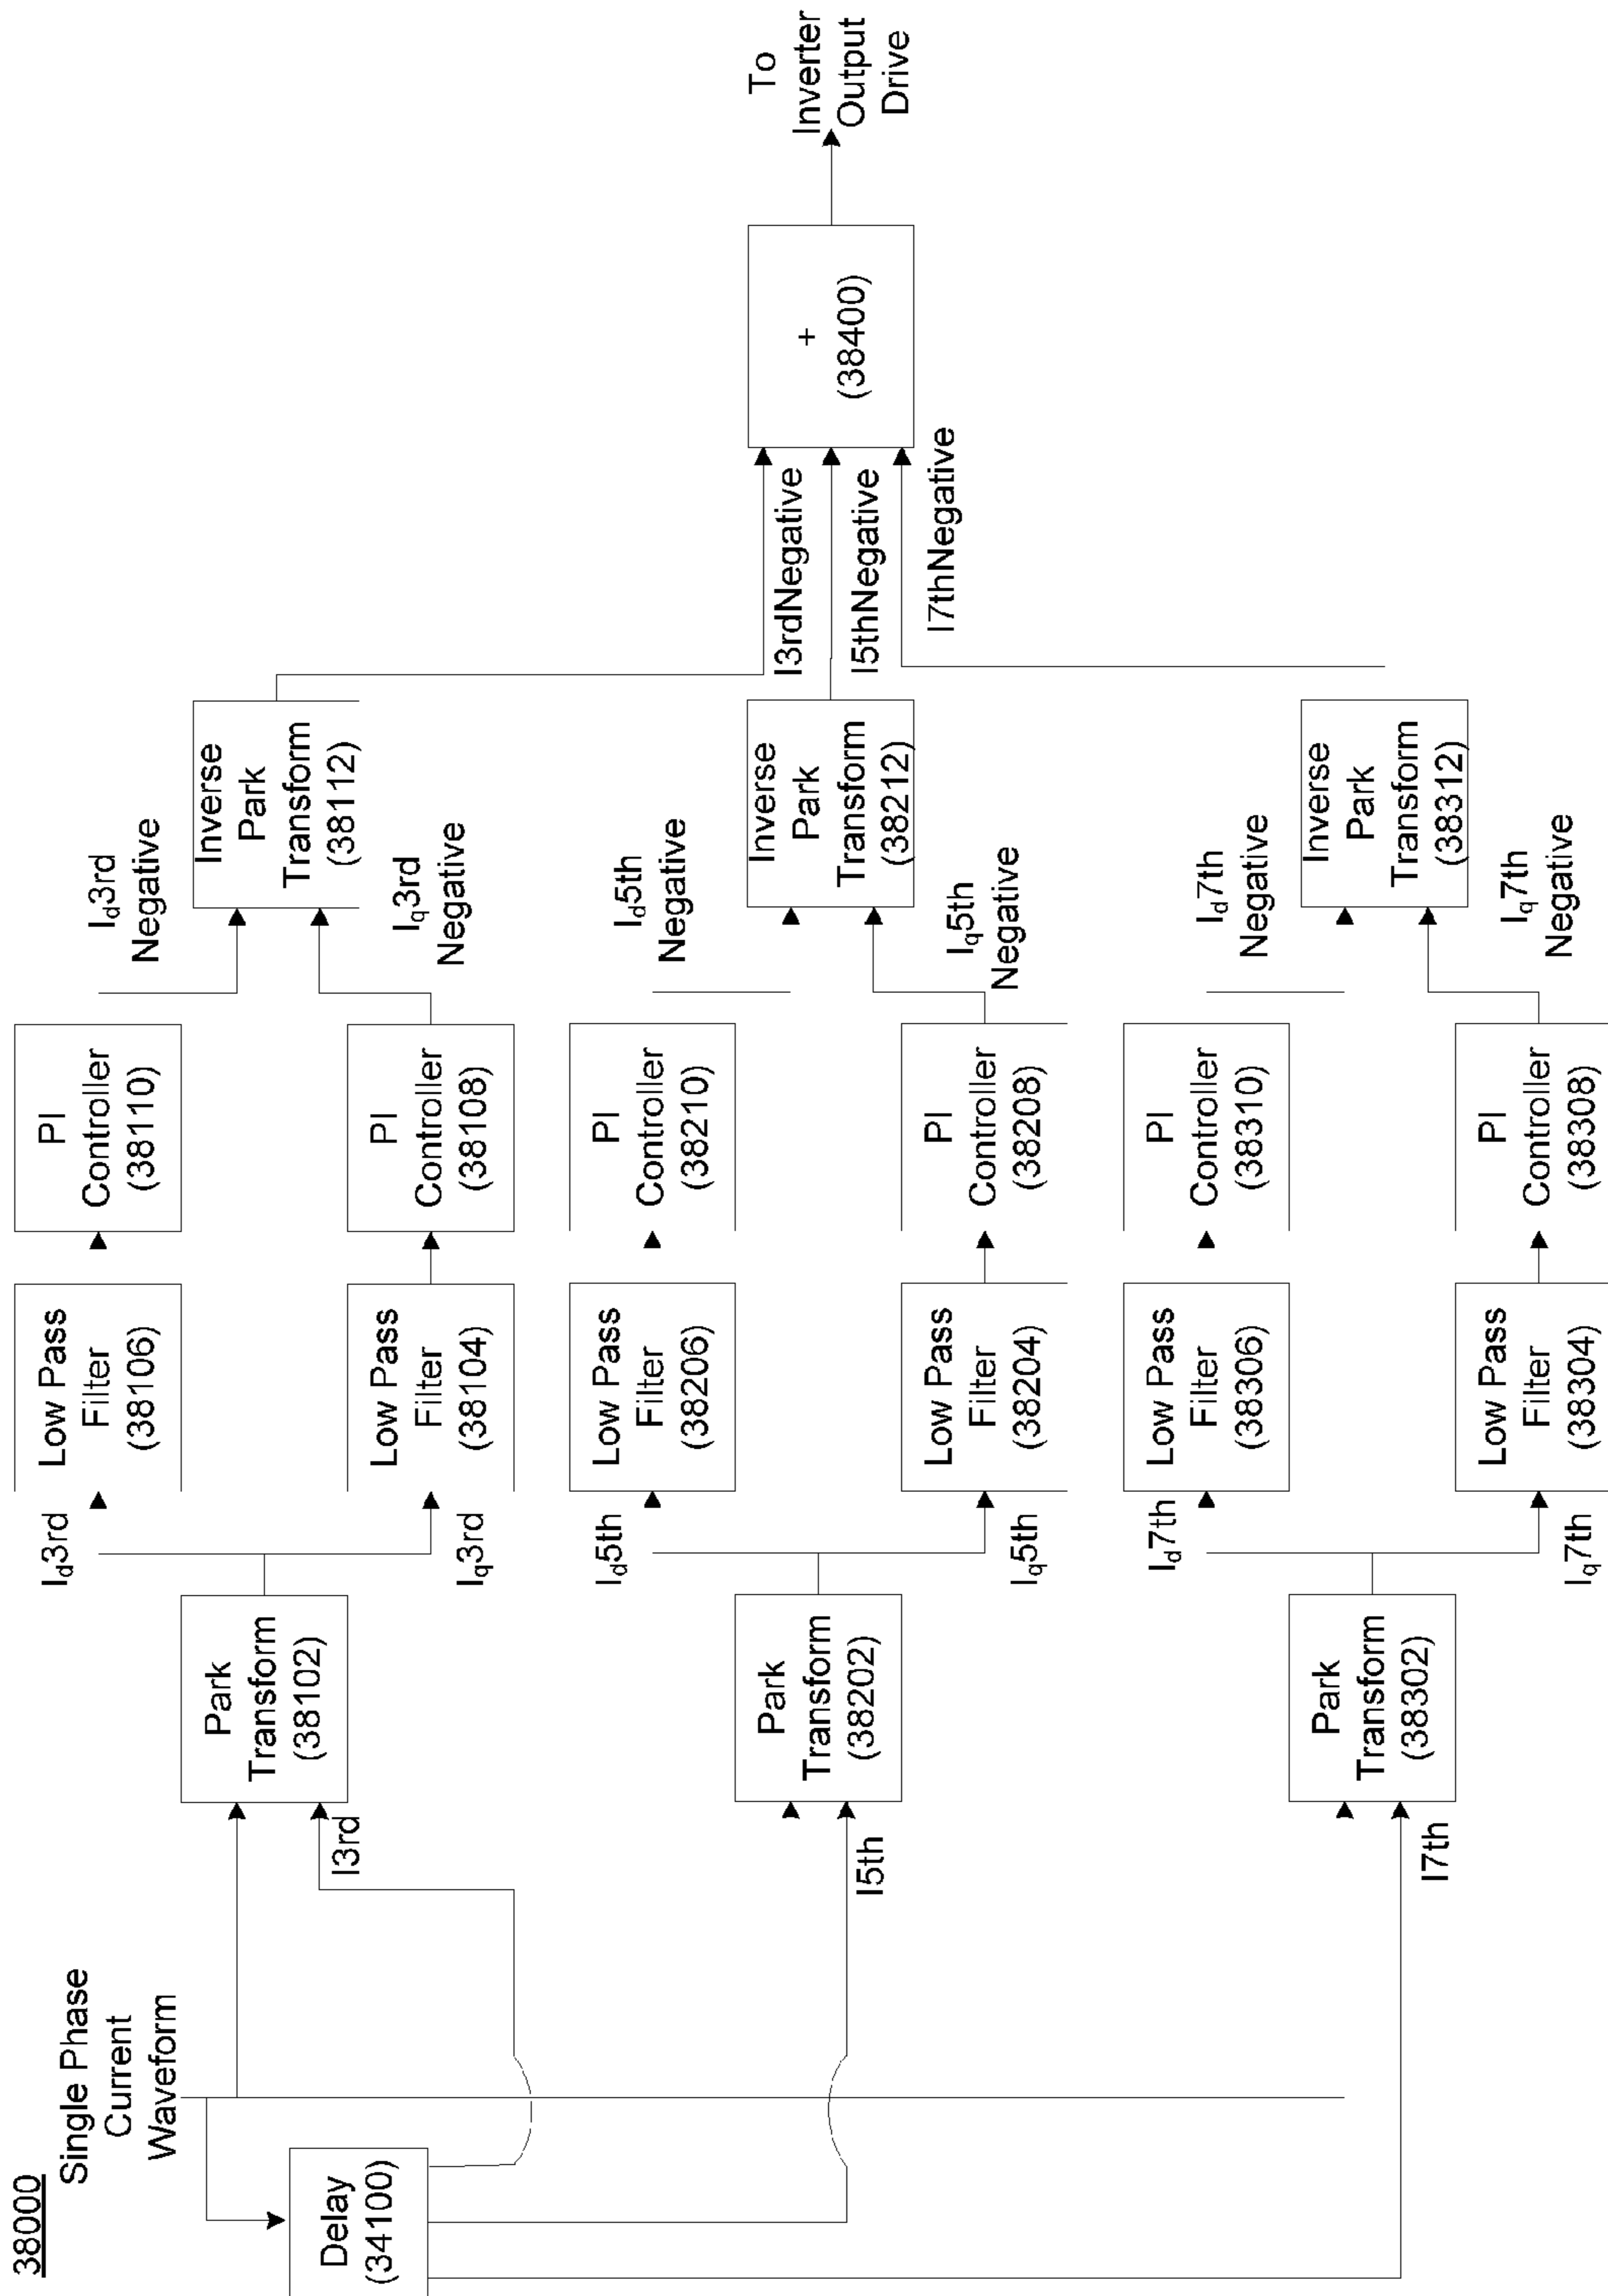 38000
Single Phase
Current
Waveform
Delay
(34100)
I3rd
I5th
I7th
Park
Transform
(38102)
Park
Transform
(38202)
Park
Transform
(38302)
Id3rd
Iq3rd
Id5th
Iq5th
Id7th
Iq7th
Low Pass
Filter
(38106)
Low Pass
Filter
(38104)
Low Pass
Filter
(38206)
Low Pass
Filter
(38204)
Low Pass
Filter
(38306)
Low Pass
Filter
(38304)
PI
Controller
(38110)
PI
Controller
(38108)
PI
Controller
(38210)
PI
Controller
(38208)
PI
Controller
(38310)
PI
Controller
(38308)
Id3rd
Negative
Iq3rd
Negative
Id5th
Negative
Iq5th
Negative
Id7th
Negative
Iq7th
Negative
Inverse
Park
Transform
(38112)
Inverse
Park
Transform
(38212)
Inverse
Park
Transform
(38312)
I3rdNegative
I5thNegative
I7thNegative
+
(38400)
To
Inverter
Output
Drive